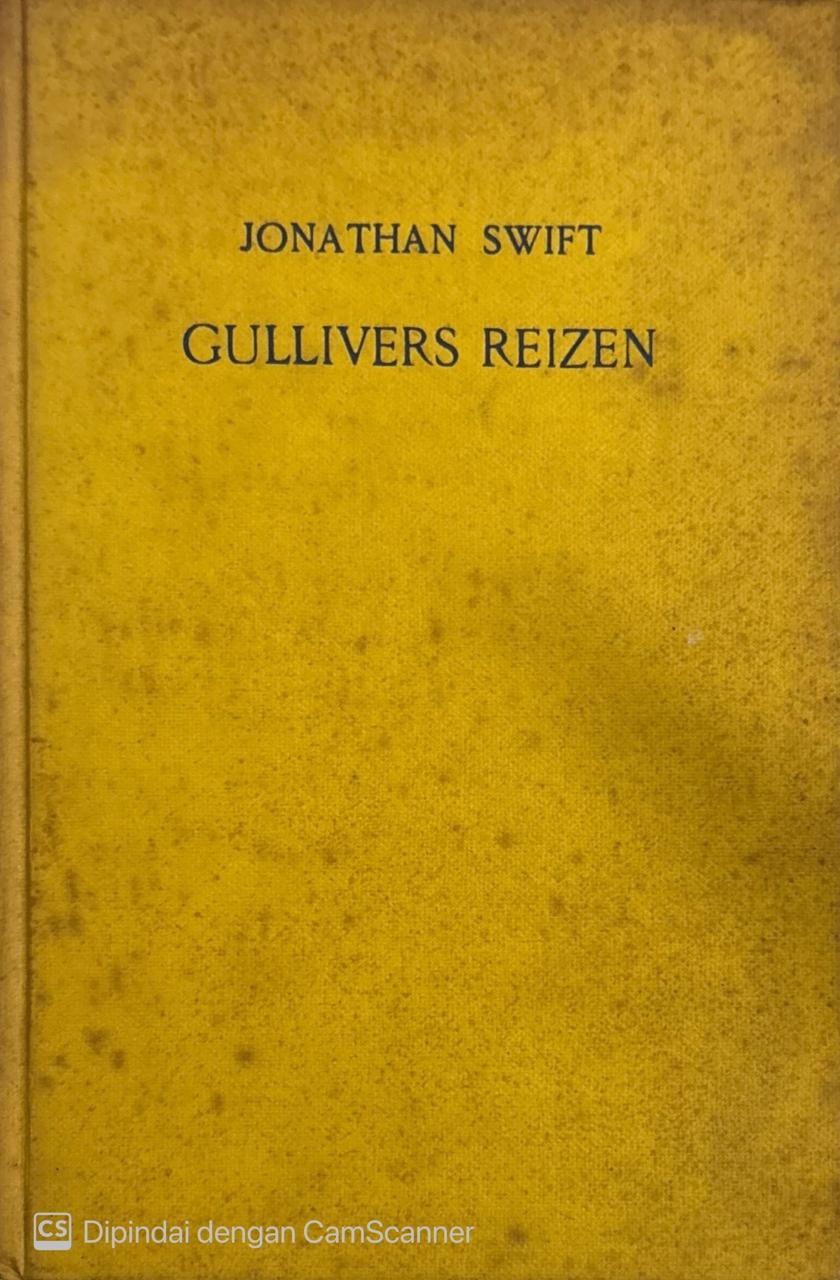 JONATHAN SWIFT
GULLIVERS REIZEN
CS Dipindai dengan CamScanner